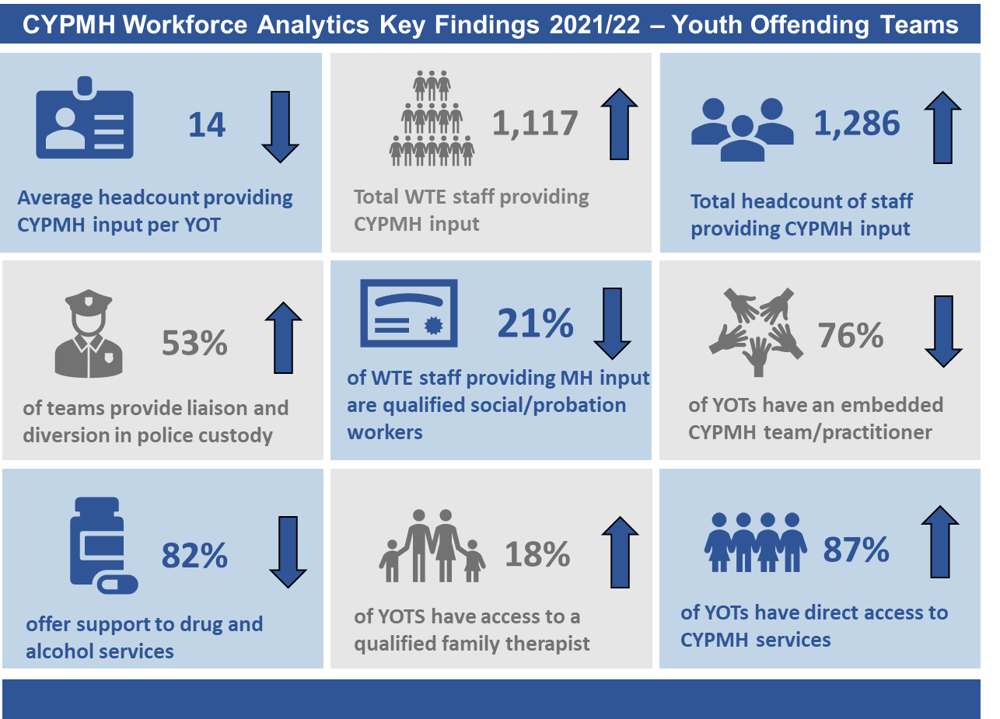 CYPMH Workforce Analytics Key Findings 2021/22 – Youth Offending Teams
14
Average headcount providing
CYPMH input per YOT
1,117
Total WTE staff providing
CYPMH input
1,286
Total headcount of staff
providing CYPMH input
53%
of teams provide liaison and
diversion in police custody
21%
of WTE staff providing MH input
are qualified social/probation
workers
76%
of YOTs have an embedded
CYPMH team/practitioner
82%
offer support to drug and
alcohol services
18%
of YOTS have access to a
qualified family therapist
87%
of YOTs have direct access to
CYPMH services